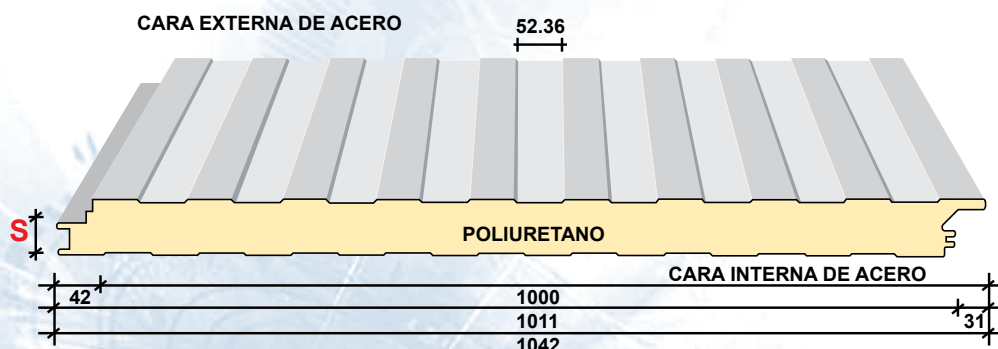 CARA EXTERNA DE ACERO
52.36
S
POLIURETANO
CARA INTERNA DE ACERO
42
1000
1011
31
1042